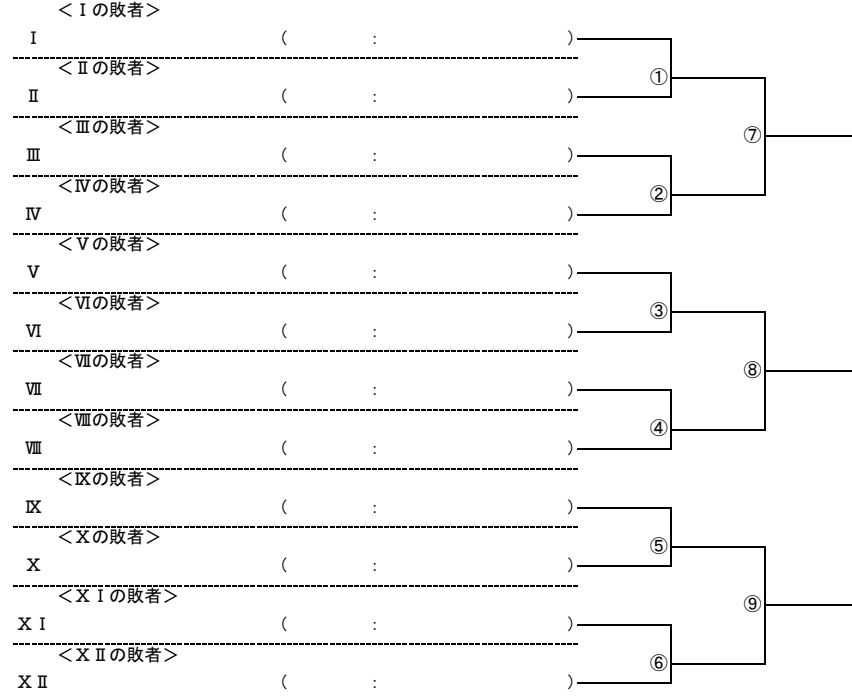 ＜Ⅰの敗者＞
Ⅰ （ ： ）
＜Ⅱの敗者＞
①
Ⅱ （ ： ）
＜Ⅲの敗者＞
⑦
Ⅲ （ ： ）
＜Ⅳの敗者＞
②
Ⅳ （ ： ）
＜Ⅴの敗者＞
Ⅴ （ ： ）
＜Ⅵの敗者＞
③
Ⅵ （ ： ）
＜Ⅶの敗者＞
⑧
Ⅶ （ ： ）
＜Ⅷの敗者＞
④
Ⅷ （ ： ）
＜Ⅸの敗者＞
Ⅸ （ ： ）
＜Ⅹの敗者＞
⑤
Ⅹ （ ： ）
＜ⅩⅠの敗者＞
⑨
ⅩⅠ （ ： ）
＜ⅩⅡの敗者＞
⑥
ⅩⅡ （ ： ）